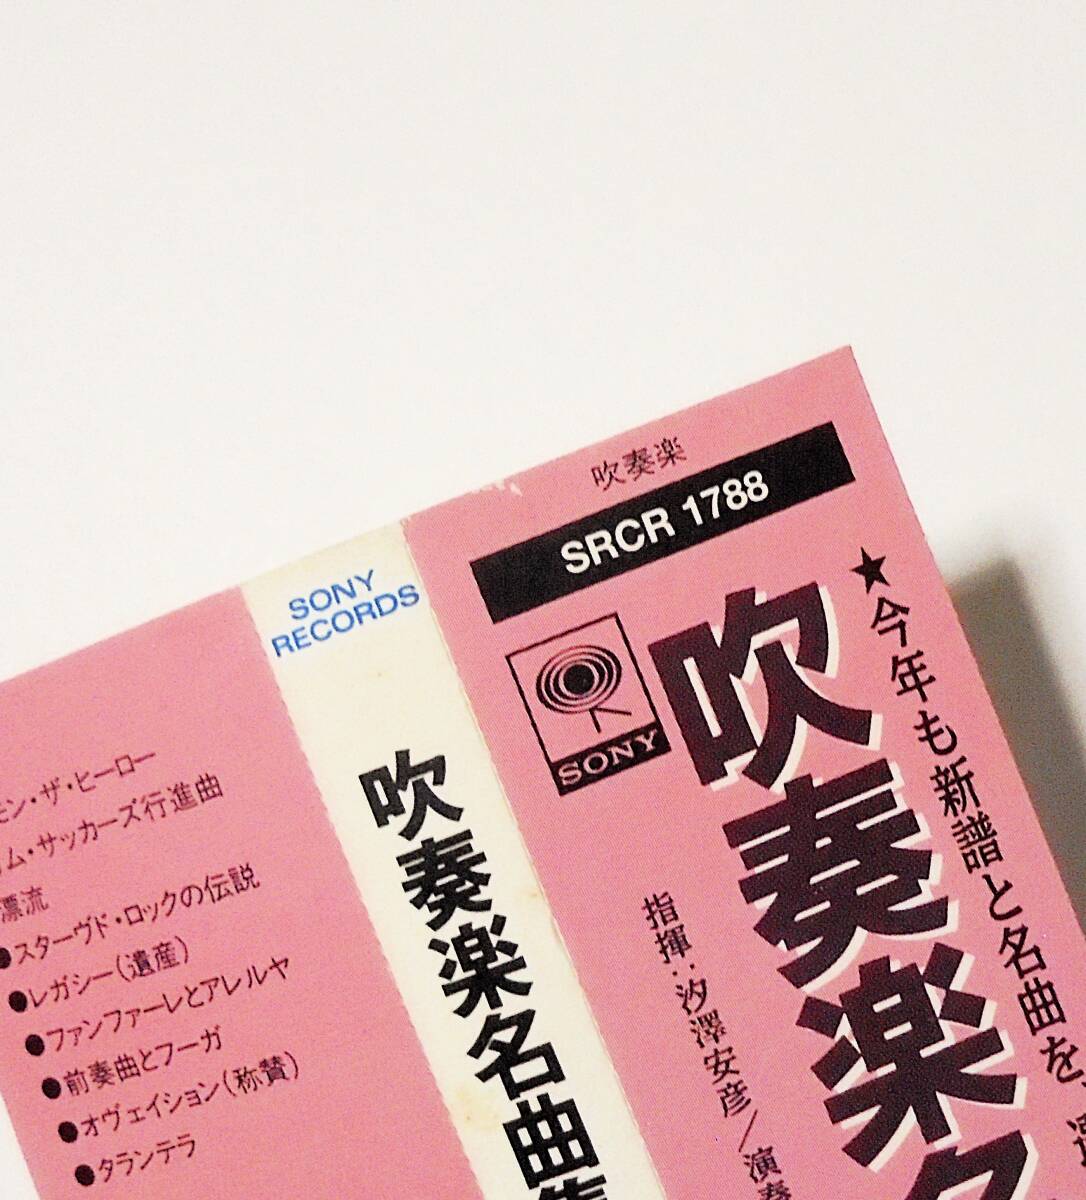 吹奏楽
SRCR 1788
SONY
★今年も新譜と名曲を、
吹奏楽名
指揮:汐澤安彦/演奏
SONY
RECORDS
吹奏楽名曲集
モン・ザ・ヒーロー
ム・サッカーズ行進曲
漂流
●スターヴド・ロックの伝説
●レガシー(遺産)
●ファンファーレとアレルヤ
●前奏曲とフーガ
●オヴェイション(称賛)
●タランテラ